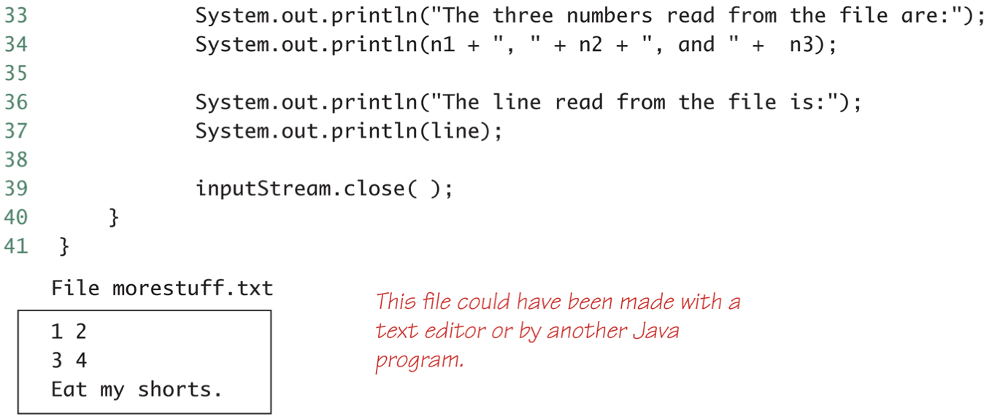 33 System.out.println("The three numbers read from the file are:");
34 System.out.println(n1 + ", " + n2 + ", and " +  n3);
35
36 System.out.println("The line read from the file is:");
37 System.out.println(line);
38
39 inputStream.close( );
40 }
41 }
File morestuff.txt
1 2
3 4
Eat my shorts.
This file could have been made with a
text editor or by another Java
program.